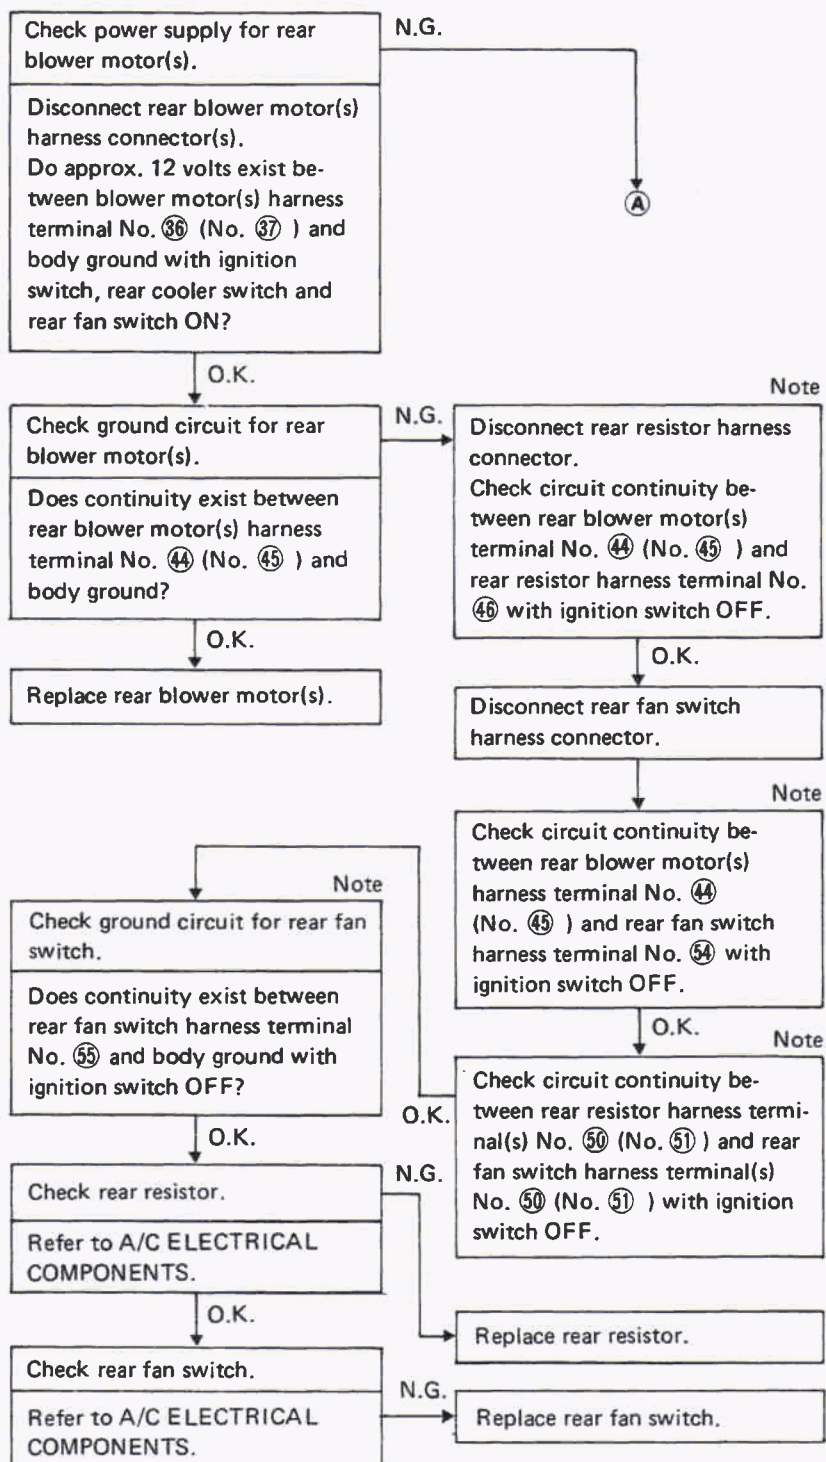 Check power supply for rear
blower motor(s).
N.G.
Disconnect rear blower motor(s)
harness connector(s).
Do approx. 12 volts exist be-
tween blower motor(s) harness
terminal No. ㊱ (No. ㊲ ) and
body ground with ignition
switch, rear cooler switch and
rear fan switch ON?
Ⓐ
O.K.
Check ground circuit for rear
blower motor(s).
Does continuity exist between
rear blower motor(s) harness
terminal No. ㊹ (No. ㊺ ) and
body ground?
N.G.
Note
Disconnect rear resistor harness
connector.
Check circuit continuity be-
tween rear blower motor(s)
terminal No. ㊹ (No. ㊺ ) and
rear resistor harness terminal No.
㊻ with ignition switch OFF.
O.K.
Replace rear blower motor(s).
O.K.
Disconnect rear fan switch
harness connector.
Note
Check circuit continuity be-
tween rear blower motor(s)
harness terminal No. ㊹
(No. ㊺ ) and rear fan switch
harness terminal No. 54 with
ignition switch OFF.
O.K.
Note
Check circuit continuity be-
tween rear resistor harness termi-
nal(s) No. ㊿ (No. 51 ) and rear
fan switch harness terminal(s)
No. ㊿ (No. 51 ) with ignition
switch OFF.
O.K.
Note
Check ground circuit for rear fan
switch.
Does continuity exist between
rear fan switch harness terminal
No. 55 and body ground with
ignition switch OFF?
O.K.
Check rear resistor.
Refer to A/C ELECTRICAL
COMPONENTS.
N.G.
Replace rear resistor.
O.K.
Check rear fan switch.
Refer to A/C ELECTRICAL
COMPONENTS.
N.G.
Replace rear fan switch.